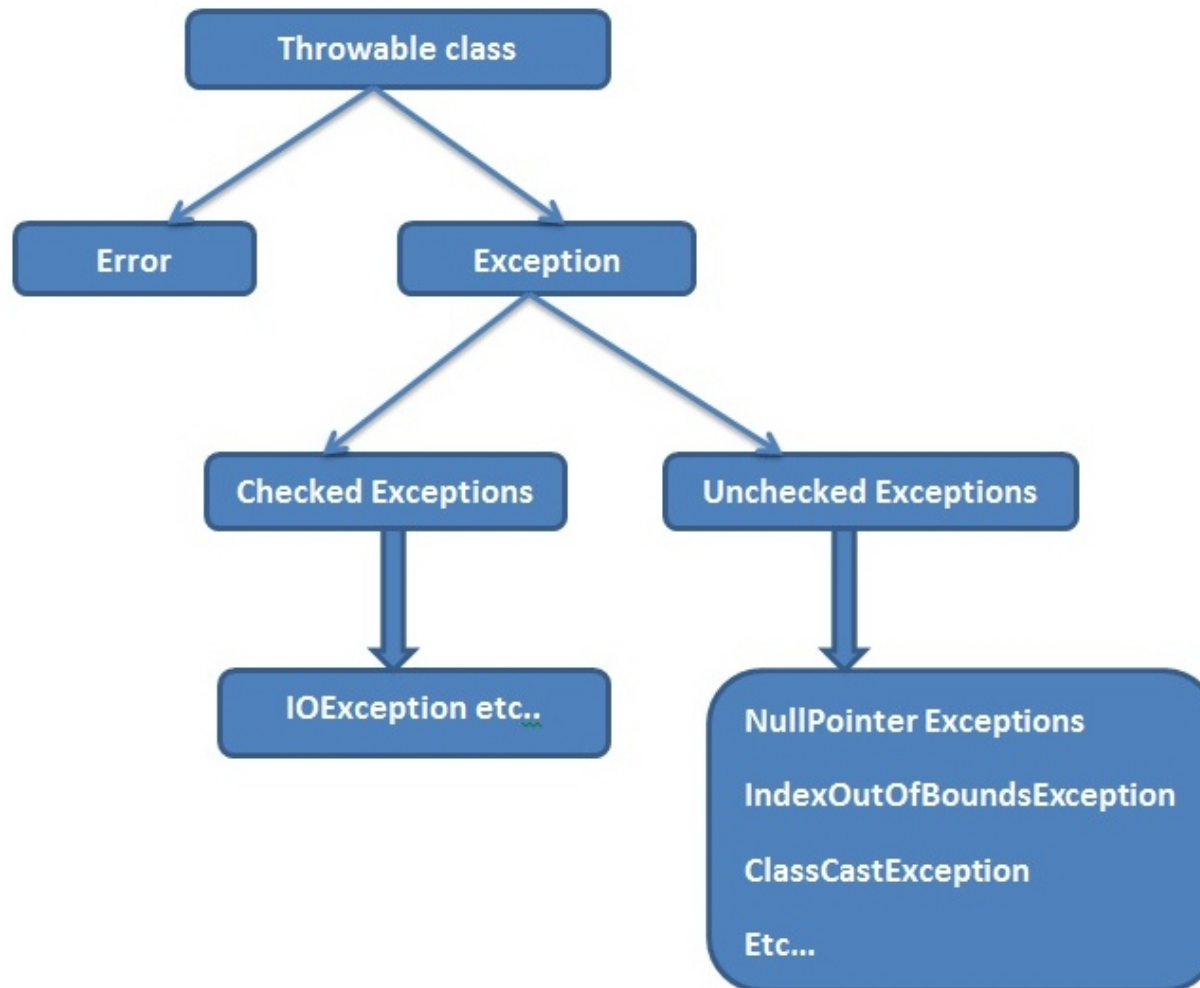 Throwable class
Error
Exception
Checked Exceptions
Unchecked Exceptions
IOException etc..
NullPointer Exceptions
IndexOutOfBoundsException
ClassCastException
Etc...